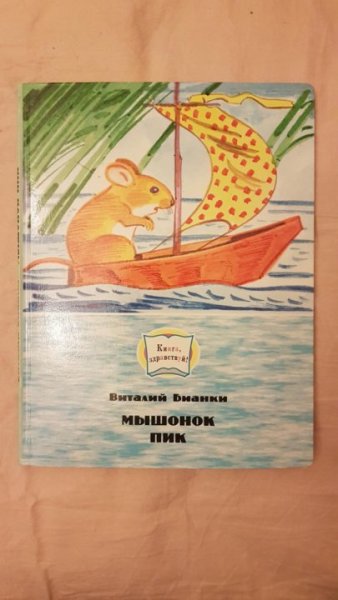 Книга,
здравствуй!
Виталий Бианки
МЫШОНОК
ПИК